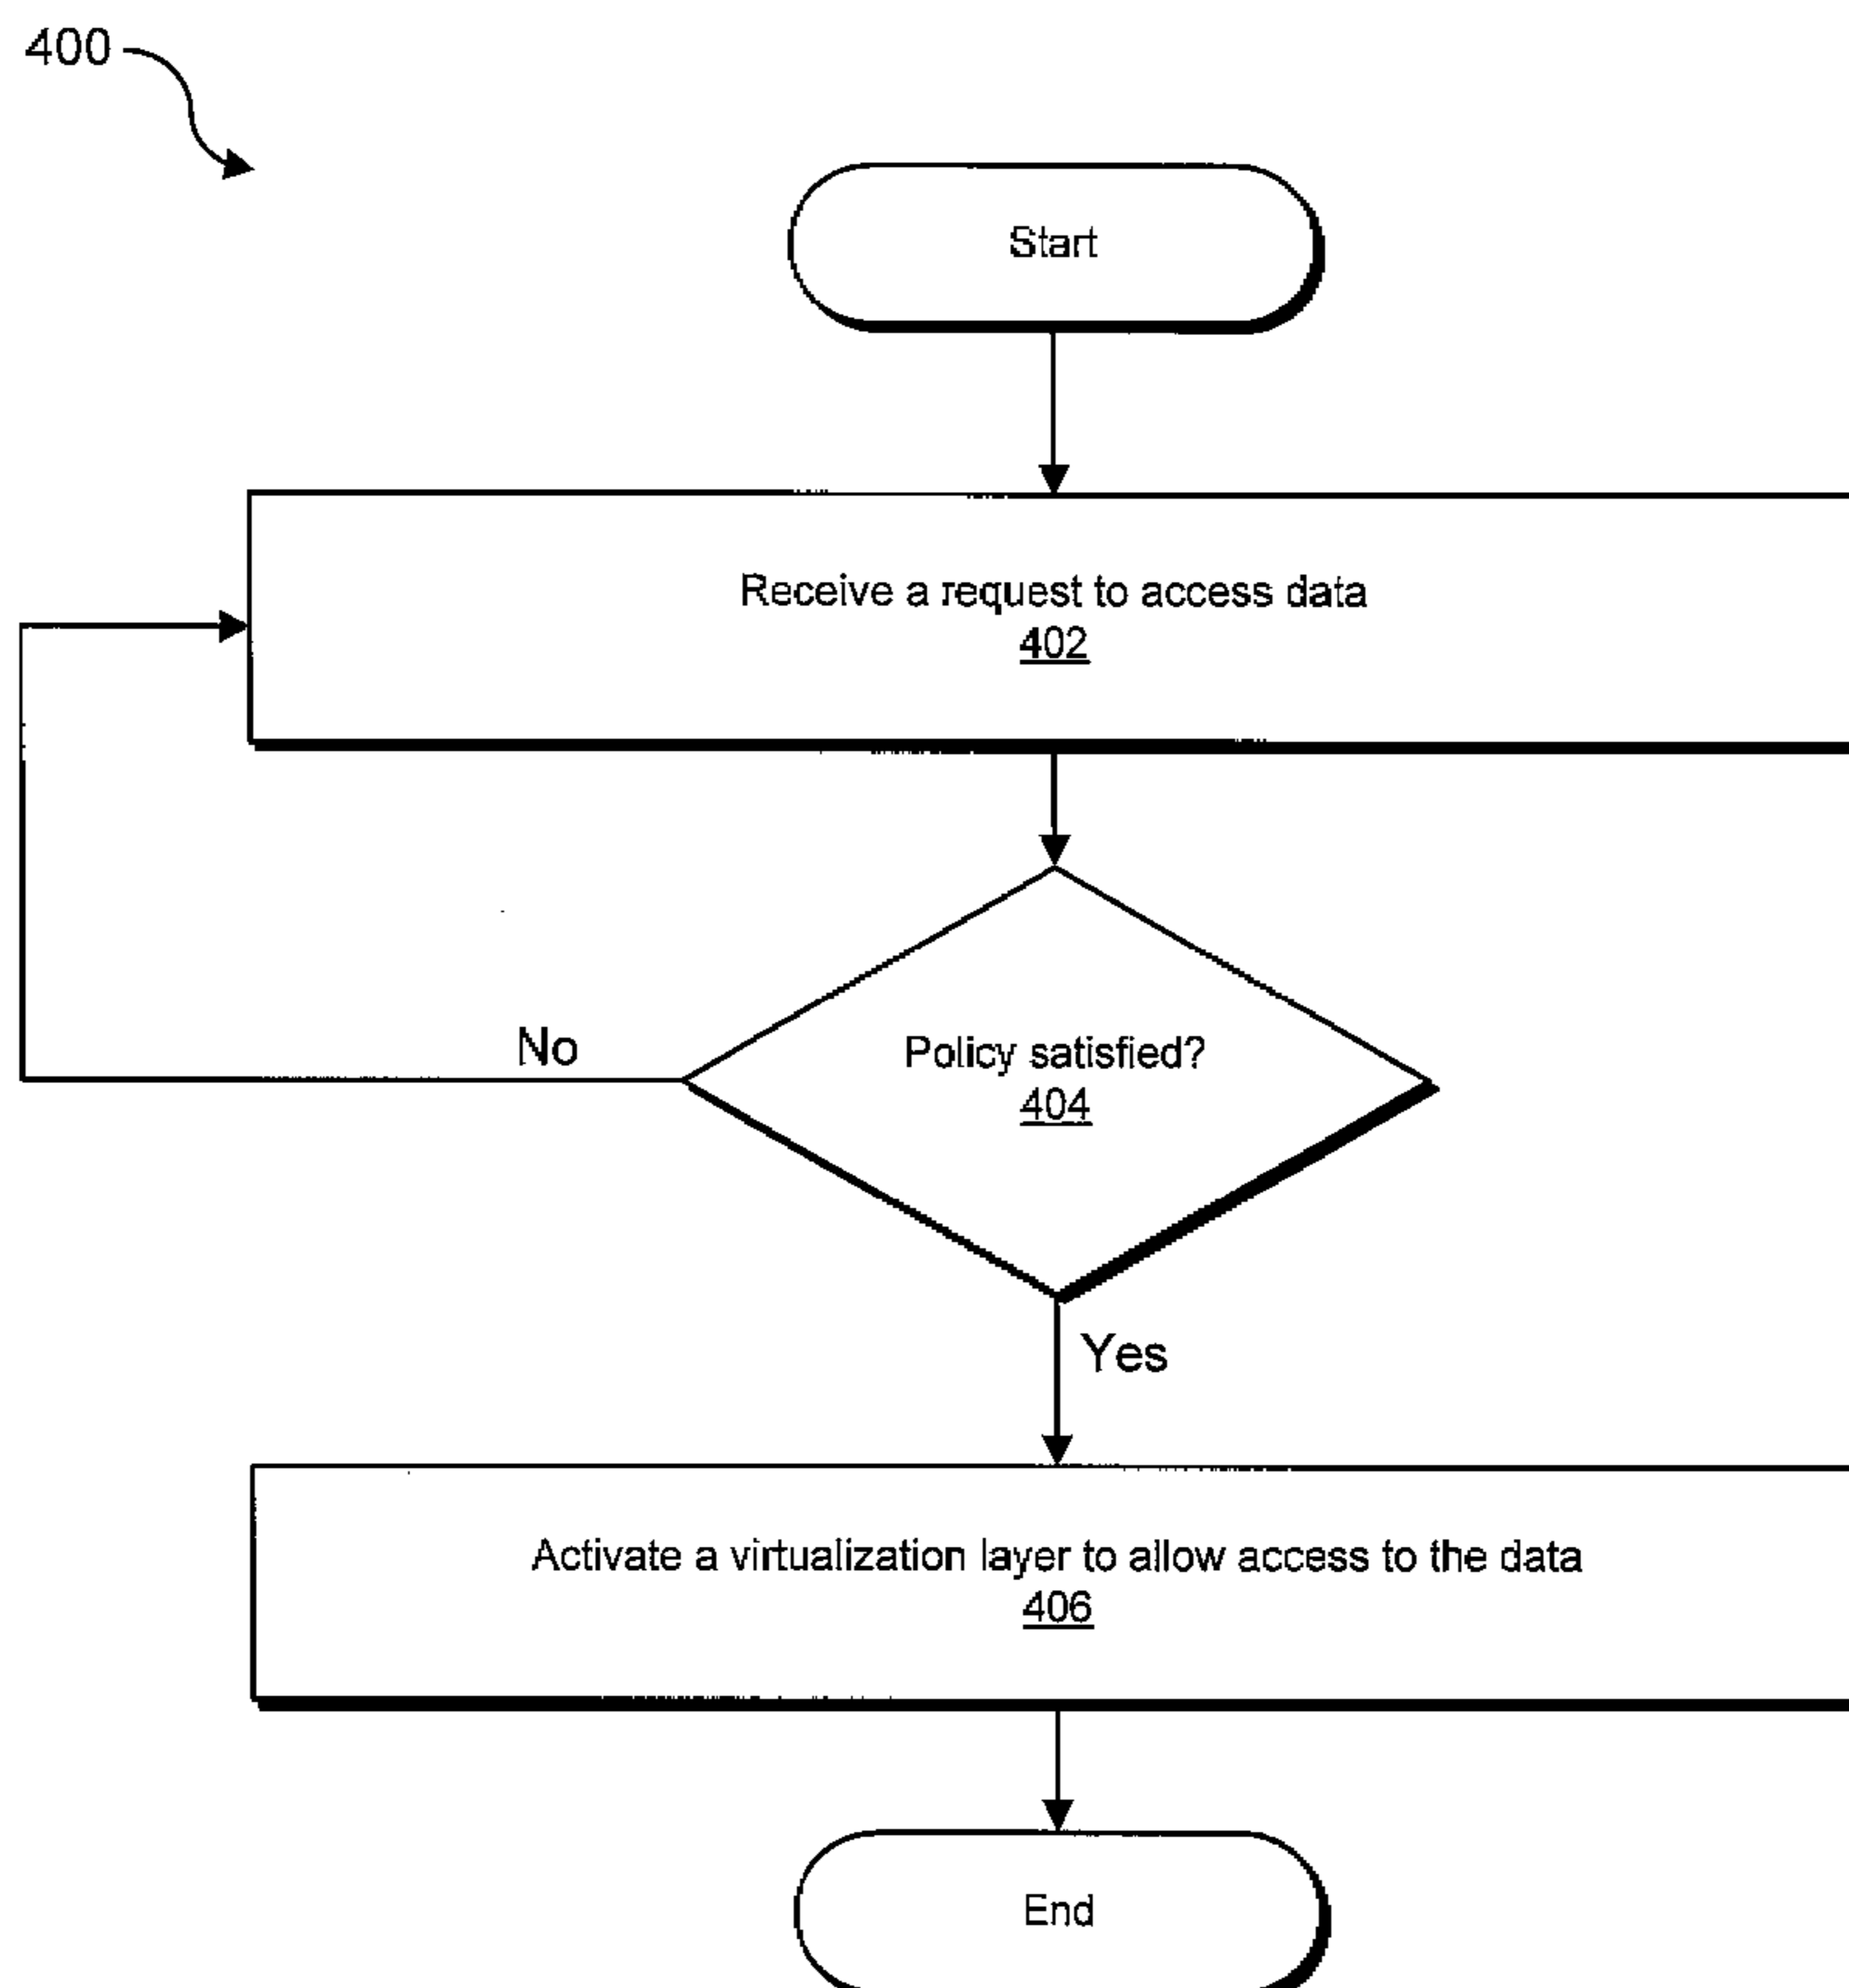 400
Start
Receive a request to access data
402
Policy satisfied?
404
No
Yes
Activate a virtualization layer to allow access to the data
406
End